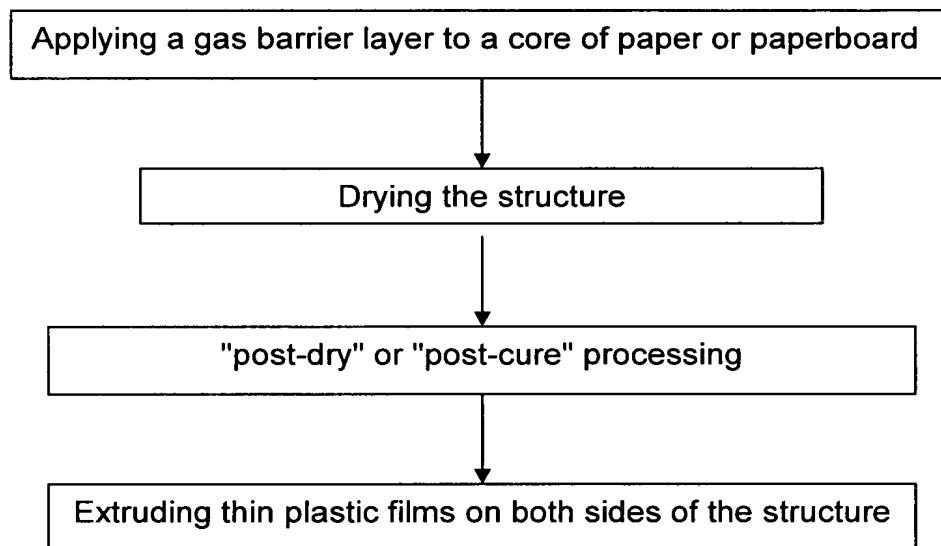 Applying a gas barrier layer to a core of paper or paperboard
Drying the structure
"post-dry" or "post-cure" processing
Extruding thin plastic films on both sides of the structure